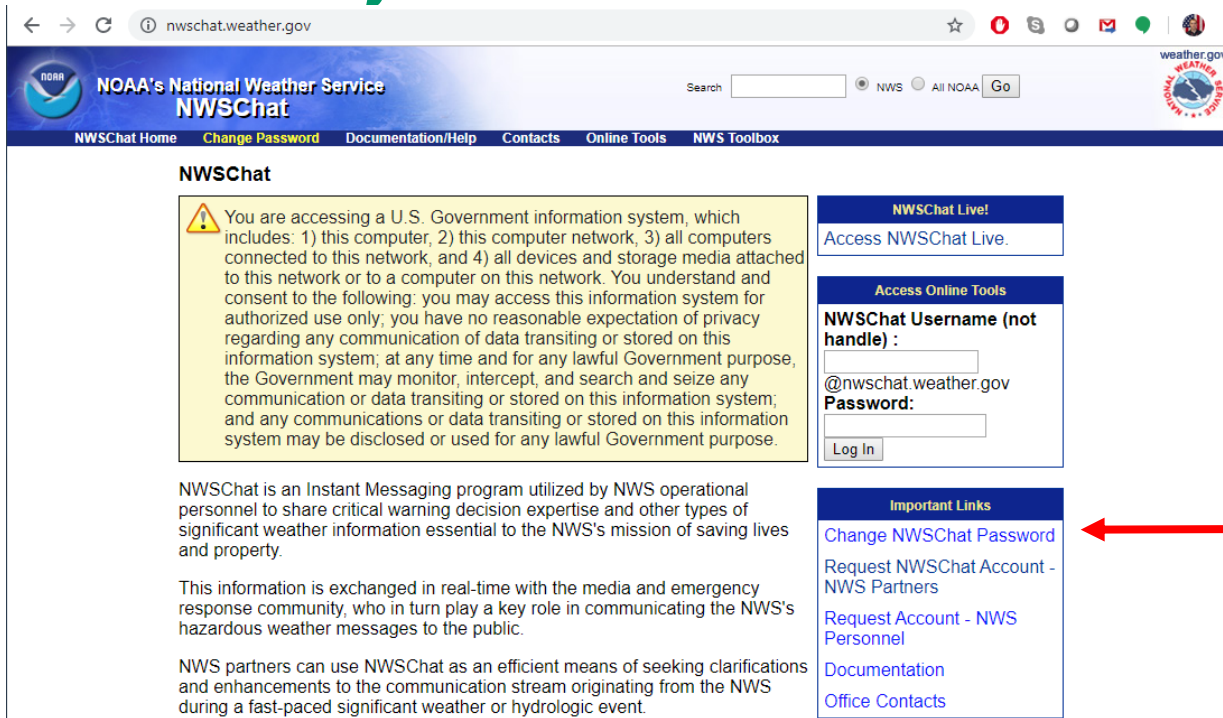 nwschat.weather.gov
weather.gov
NOAA
NOAA's National Weather Service
NWSChat
Search
NWS
All NOAA
Go
NATIONAL WEATHER SERVICE
NWSChat Home Change Password Documentation/Help Contacts Online Tools NWS Toolbox
NWSChat
You are accessing a U.S. Government information system, which
includes: 1) this computer, 2) this computer network, 3) all computers
connected to this network, and 4) all devices and storage media attached
to this network or to a computer on this network. You understand and
consent to the following: you may access this information system for
authorized use only; you have no reasonable expectation of privacy
regarding any communication of data transiting or stored on this
information system; at any time and for any lawful Government purpose,
the Government may monitor, intercept, and search and seize any
communication or data transiting or stored on this information system;
and any communications or data transiting or stored on this information
system may be disclosed or used for any lawful Government purpose.
NWSChat is an Instant Messaging program utilized by NWS operational
personnel to share critical warning decision expertise and other types of
significant weather information essential to the NWS's mission of saving lives
and property.
This information is exchanged in real-time with the media and emergency
response community, who in turn play a key role in communicating the NWS's
hazardous weather messages to the public.
NWS partners can use NWSChat as an efficient means of seeking clarifications
and enhancements to the communication stream originating from the NWS
during a fast-paced significant weather or hydrologic event.
NWSChat Live!
Access NWSChat Live.
Access Online Tools
NWSChat Username (not
handle) :
@nwschat.weather.gov
Password:
Log In
Important Links
Change NWSChat Password
Request NWSChat Account -
NWS Partners
Request Account - NWS
Personnel
Documentation
Office Contacts